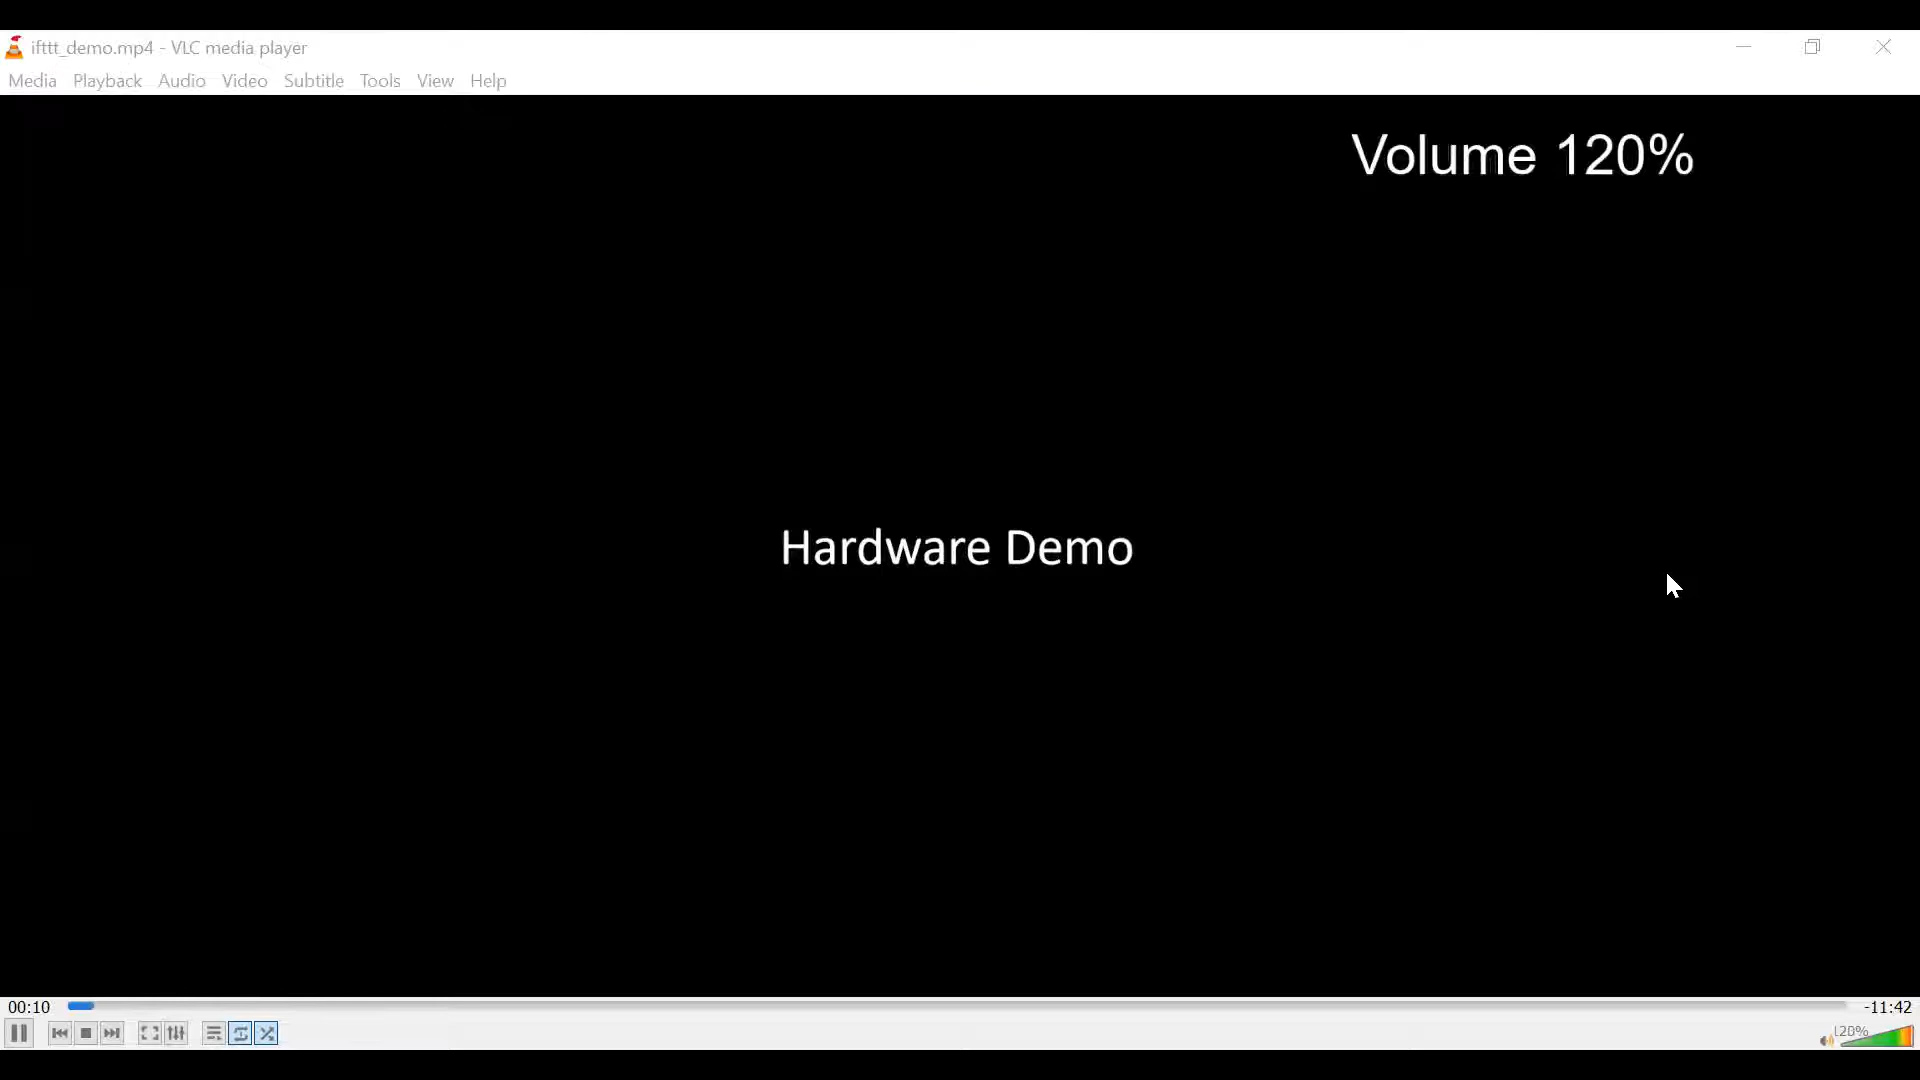 ifttt_demo.mp4 - VLC media player
Media Playback Audio Video Subtitle Tools View Help
Volume 120%
Hardware Demo
00:10
-11:42
120%